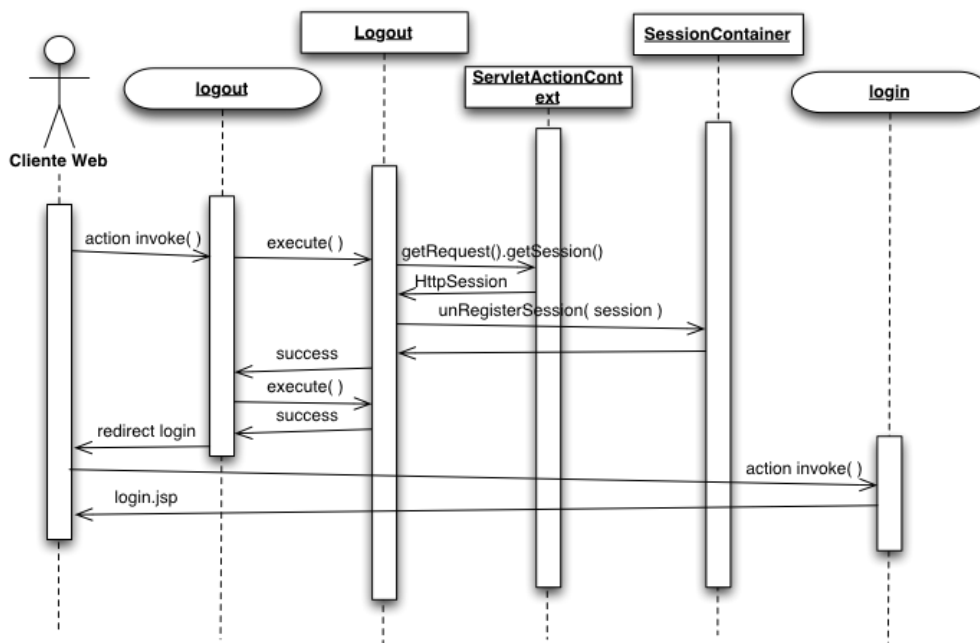 Logout
SessionContainer
ServletActionCont
ext
logout
login
Cliente Web
action invoke( )
execute( )
getRequest().getSession()
HttpSession
unRegisterSession( session )
success
execute( )
success
redirect login
action invoke( )
login.jsp